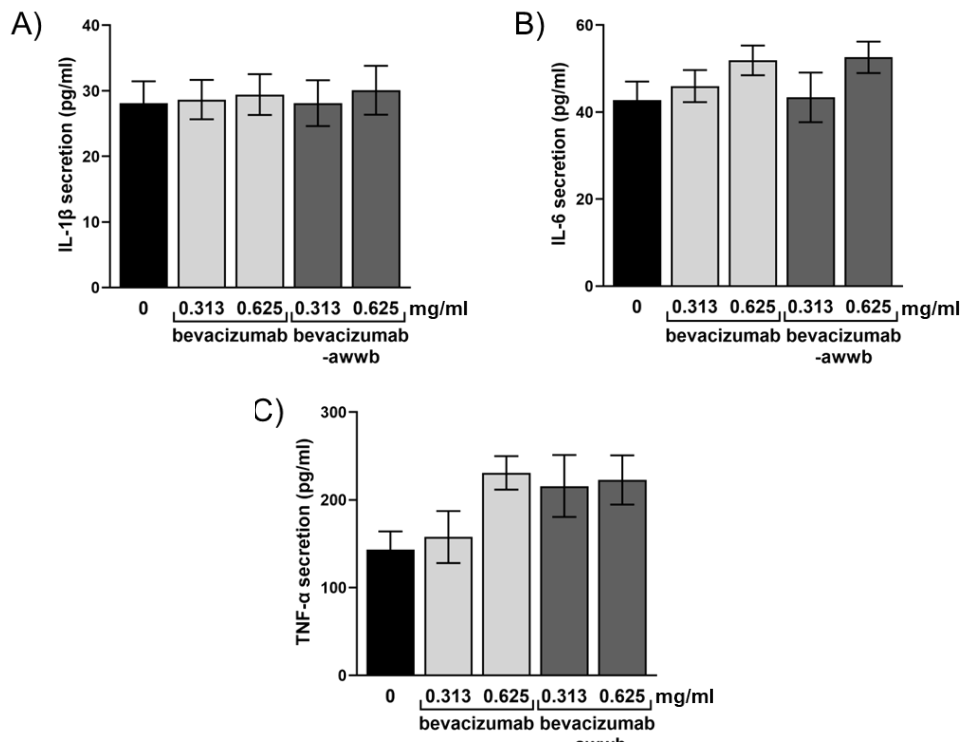 A)
IL-1β secretion (pg/ml)
40
30
20
10
0
0 0.313 0.625 0.313 0.625 mg/ml
bevacizumab bevacizumab
-awwb
B)
IL-6 secretion (pg/ml)
60
40
20
0
0 0.313 0.625 0.313 0.625 mg/ml
bevacizumab bevacizumab
-awwb
C)
TNF-α secretion (pg/ml)
300
200
100
0
0 0.313 0.625 0.313 0.625 mg/ml
bevacizumab bevacizumab